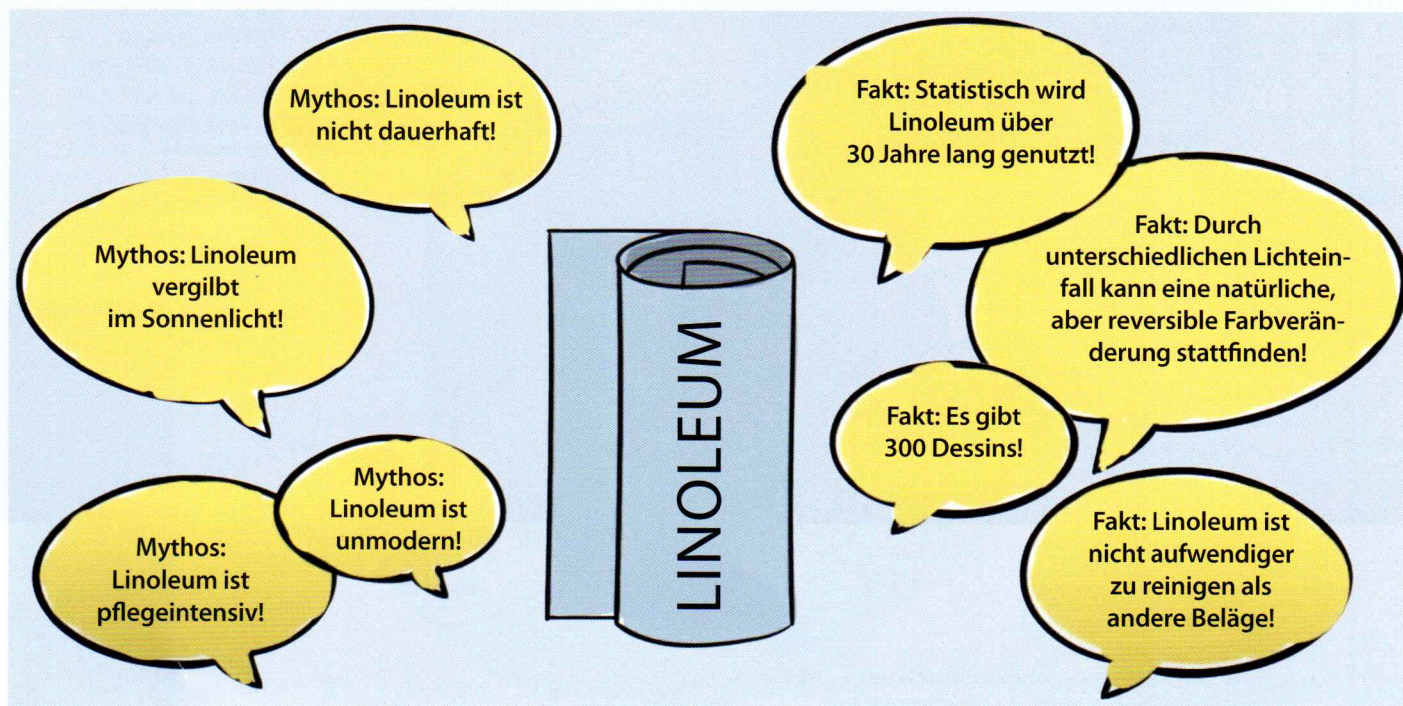 Mythos: Linoleum ist
nicht dauerhaft!
Mythos: Linoleum
vergilbt
im Sonnenlicht!
Mythos:
Linoleum ist
unmodern!
Mythos:
Linoleum ist
pflegeintensiv!
LINOLEUM
Fakt: Statistisch wird
Linoleum über
30 Jahre lang genutzt!
Fakt: Durch
unterschiedlichen Lichtein-
fall kann eine natürliche,
aber reversible Farbverän-
derung stattfinden!
Fakt: Es gibt
300 Dessins!
Fakt: Linoleum ist
nicht aufwendiger
zu reinigen als
andere Beläge!